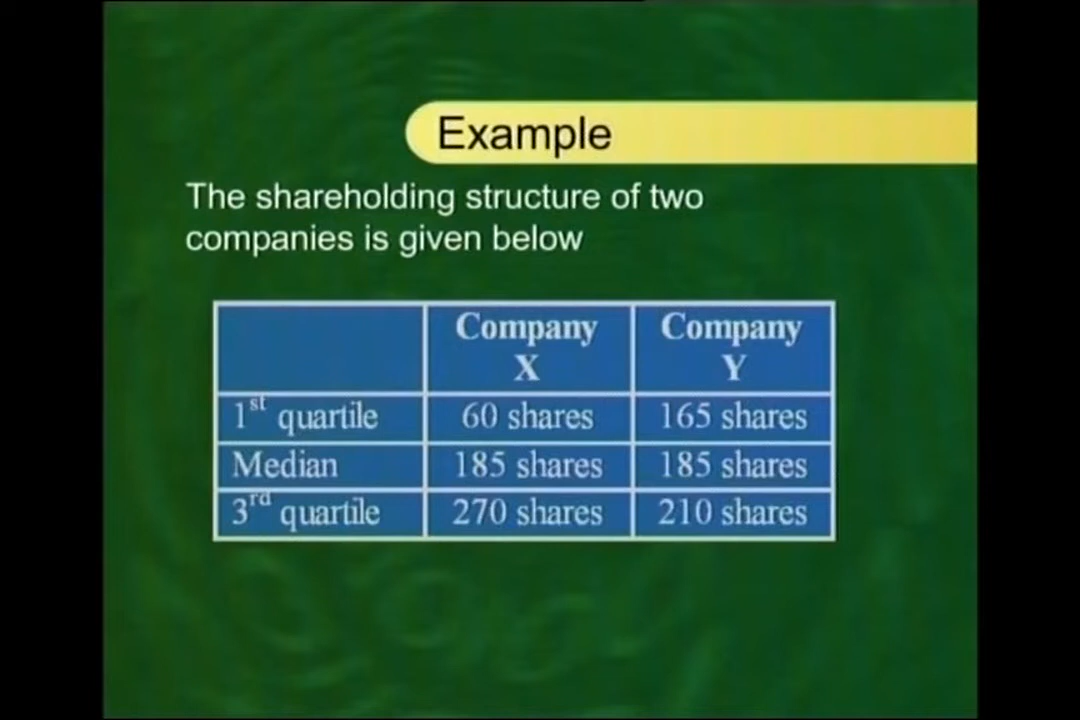 Example
The shareholding structure of two
companies is given below
Company X Company Y
1st quartile 60 shares 165 shares
Median 185 shares 185 shares
3rd quartile 270 shares 210 shares